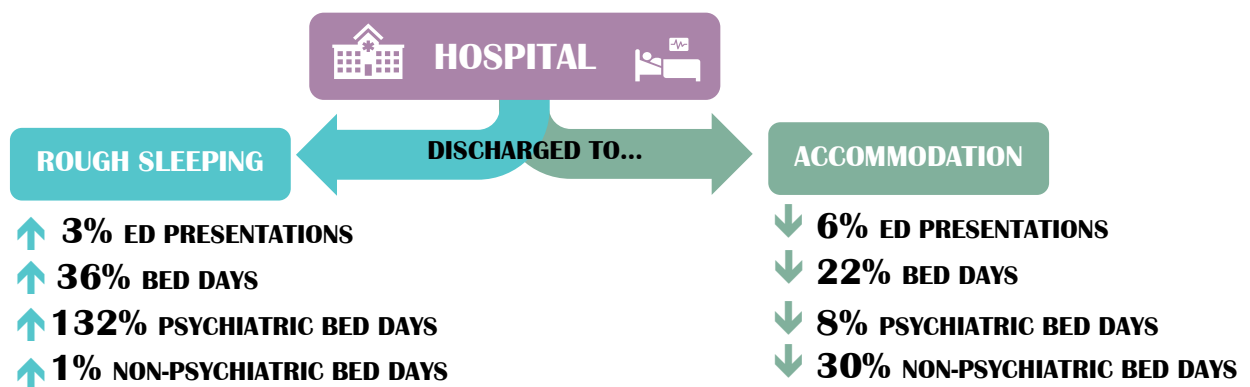 HOSPITAL
DISCHARGED TO...
ROUGH SLEEPING
↑ 3% ED PRESENTATIONS
↑ 36% BED DAYS
↑ 132% PSYCHIATRIC BED DAYS
↑ 1% NON-PSYCHIATRIC BED DAYS
ACCOMMODATION
↓ 6% ED PRESENTATIONS
↓ 22% BED DAYS
↓ 8% PSYCHIATRIC BED DAYS
↓ 30% NON-PSYCHIATRIC BED DAYS